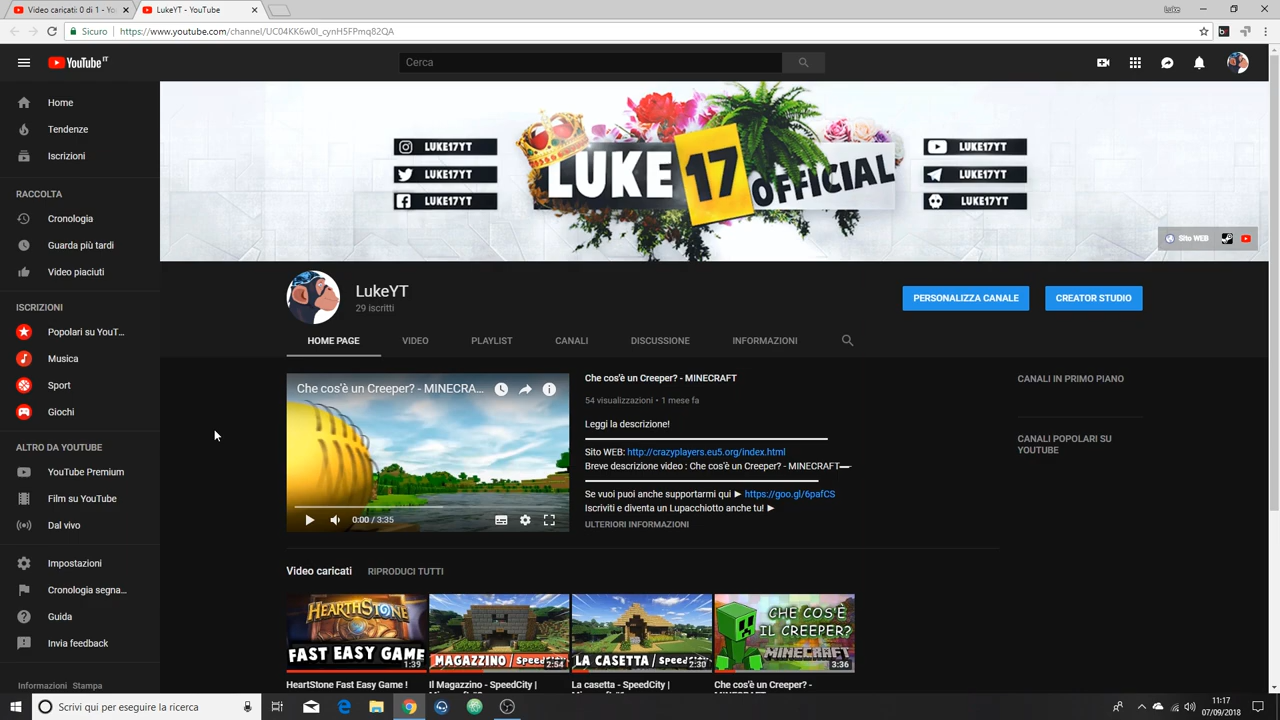 Video caricati: 0 di 1 - You
LukeYT - YouTube
Luke
Sicuro
https://www.youtube.com/channel/UC04KK6w0I_cynH5FPmq82QA
YouTube IT
Cerca
Home
Tendenze
Iscrizioni
RACCOLTA
Cronologia
Guarda più tardi
Video piaciuti
ISCRIZIONI
Popolari su YouT...
Musica
Sport
Giochi
ALTRO DA YOUTUBE
YouTube Premium
Film su YouTube
Dal vivo
Impostazioni
Cronologia segna...
Guida
Invia feedback
Informazioni Stampa
LUKE17YT
LUKE17YT
LUKE17YT
LUKE 17 OFFICIAL
LUKE17YT
LUKE17YT
LUKE17YT
Sito WEB
LukeYT
29 iscritti
PERSONALIZZA CANALE
CREATOR STUDIO
HOME PAGE
VIDEO
PLAYLIST
CANALI
DISCUSSIONE
INFORMAZIONI
Che cos'è un Creeper? - MINECRA...
0:00 / 3:35
Che cos'è un Creeper? - MINECRAFT
54 visualizzazioni • 1 mese fa
Leggi la descrizione!
Sito WEB: http://crazyplayers.eu5.org/index.html
Breve descrizione video : Che cos'è un Creeper? - MINECRAFT
Se vuoi puoi anche supportarmi qui ► https://goo.gl/6pafCS
Iscriviti e diventa un Lupacchiotto anche tu! ►
ULTERIORI INFORMAZIONI
CANALI IN PRIMO PIANO
CANALI POPOLARI SU
YOUTUBE
Video caricati
RIPRODUCI TUTTI
HEARTHSTONE
FAST EASY GAME
1:39
HeartStone Fast Easy Game !
MAGAZZINO/SpeedCity
2:54
Il Magazzino - SpeedCity |
LA CASETTA/SpeedCity
2:30
La casetta - SpeedCity |
CHE COS'È
IL CREEPER?
MINECRAFT
3:36
Che cos'è un Creeper? -
Scrivi qui per eseguire la ricerca
11:17
07/09/2018